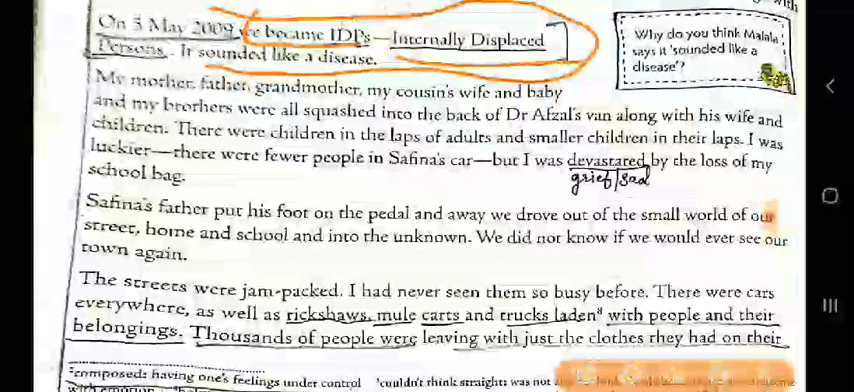 with
On 5 May 2009 we became IDPs—Internally Displaced
Persons. It sounded like a disease.
Why do you think Malala
says it 'sounded like a
disease'?
My mother, father, grandmother, my cousin's wife and baby
and my brothers were all squashed into the back of Dr Afzal's van along with his wife and
children. There were children in the laps of adults and smaller children in their laps. I was
luckier—there were fewer people in Safina's car—but I was devastated by the loss of my
school bag.
grief/sad
Safina's father put his foot on the pedal and away we drove out of the small world of our
street, home and school and into the unknown. We did not know if we would ever see our
town again.
The streets were jam-packed. I had never seen them so busy before. There were cars
everywhere, as well as rickshaws, mule carts and trucks laden⁸ with people and their
belongings. Thousands of people were leaving with just the clothes they had on their
composed: having one's feelings under control couldn't think straight: was not
with emotion